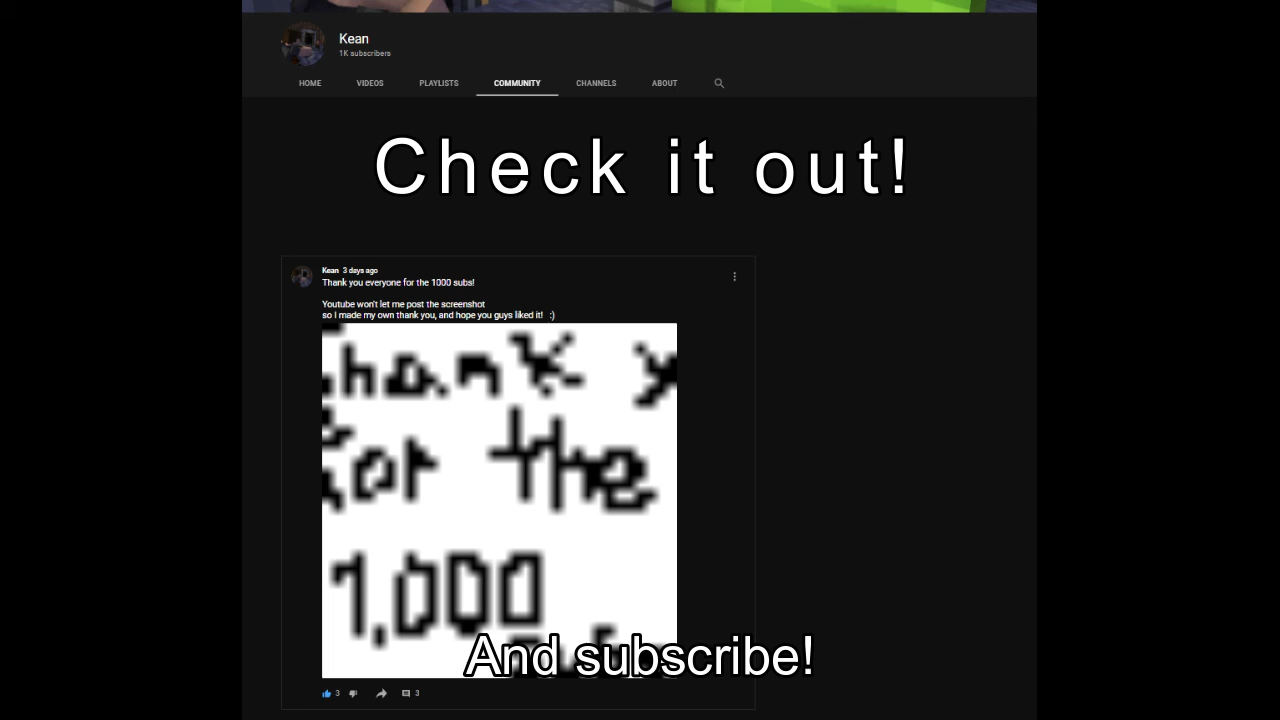 Kean
1K subscribers
HOME VIDEOS PLAYLISTS COMMUNITY CHANNELS ABOUT
Check it out!
Kean 3 days ago
Thank you everyone for the 1000 subs!
Youtube won't let me post the screenshot
so I made my own thank you, and hope you guys liked it! :)
hank y
for the
1,000
And subscribe!
3 3